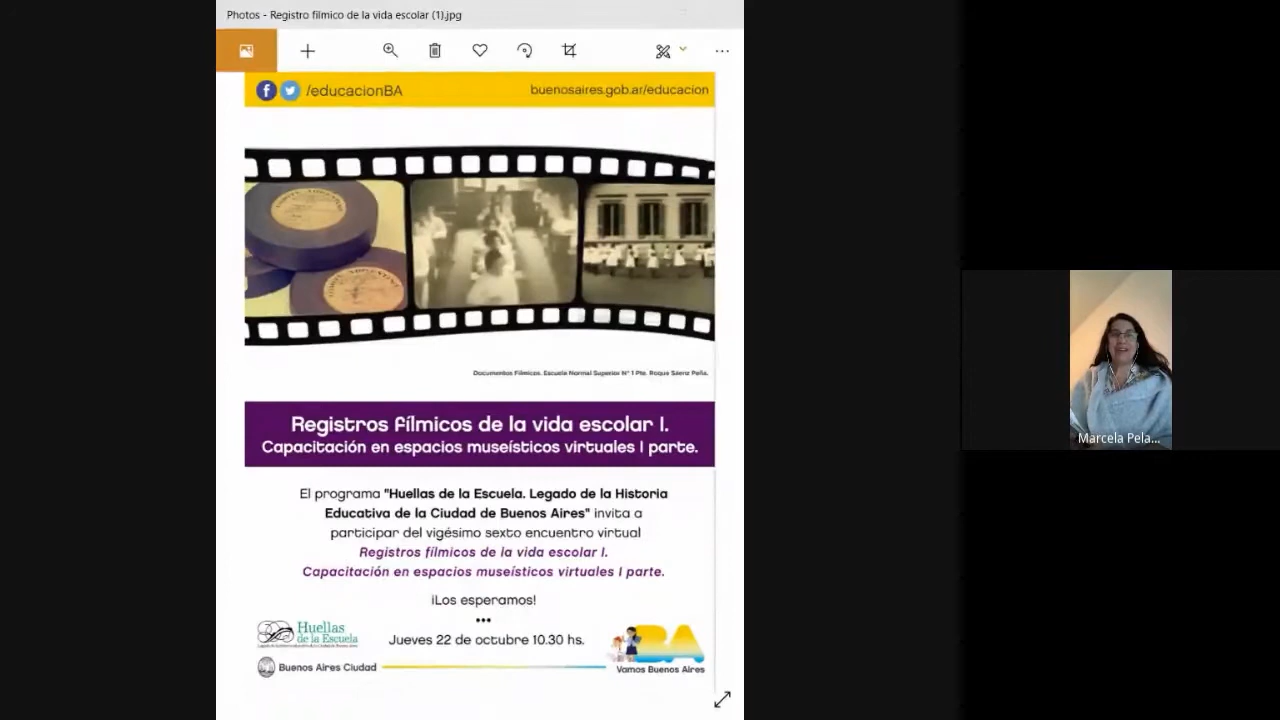 Photos - Registro fílmico de la vida escolar (1).jpg
/educacionBA
buenosaires.gob.ar/educacion
Documentos Fílmicos. Escuela Normal Superior N° 1 Pte. Roque Sáenz Peña.
Registros fílmicos de la vida escolar I.
Capacitación en espacios museísticos virtuales I parte.
El programa "Huellas de la Escuela. Legado de la Historia
Educativa de la Ciudad de Buenos Aires" invita a
participar del vigésimo sexto encuentro virtual
Registros fílmicos de la vida escolar I.
Capacitación en espacios museísticos virtuales I parte.
¡Los esperamos!
Jueves 22 de octubre 10.30 hs.
Huellas
de la Escuela
BA
Buenos Aires Ciudad
Vamos Buenos Aires
Marcela Pela...